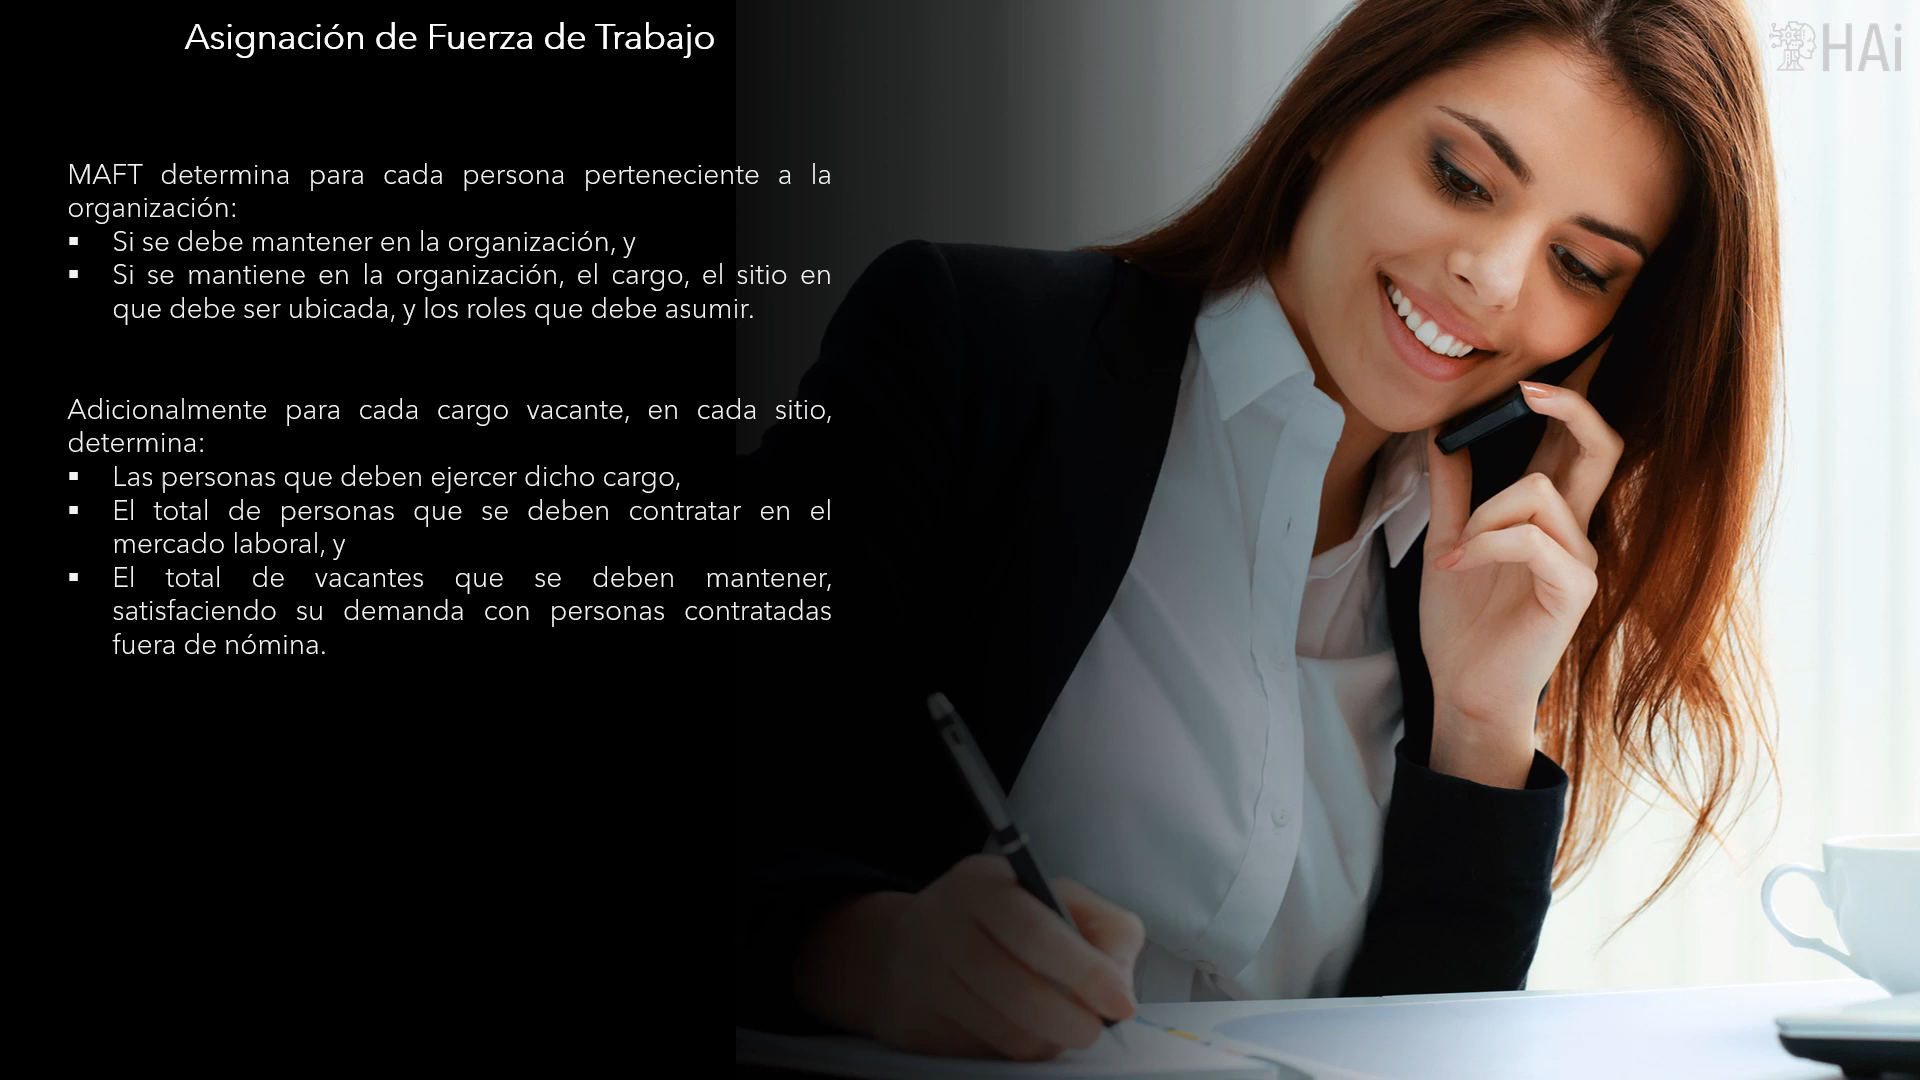 Asignación de Fuerza de Trabajo
HAi
MAFT determina para cada persona perteneciente a la
organización:
▪ Si se debe mantener en la organización, y
▪ Si se mantiene en la organización, el cargo, el sitio en
que debe ser ubicada, y los roles que debe asumir.
Adicionalmente para cada cargo vacante, en cada sitio,
determina:
▪ Las personas que deben ejercer dicho cargo,
▪ El total de personas que se deben contratar en el
mercado laboral, y
▪ El total de vacantes que se deben mantener,
satisfaciendo su demanda con personas contratadas
fuera de nómina.